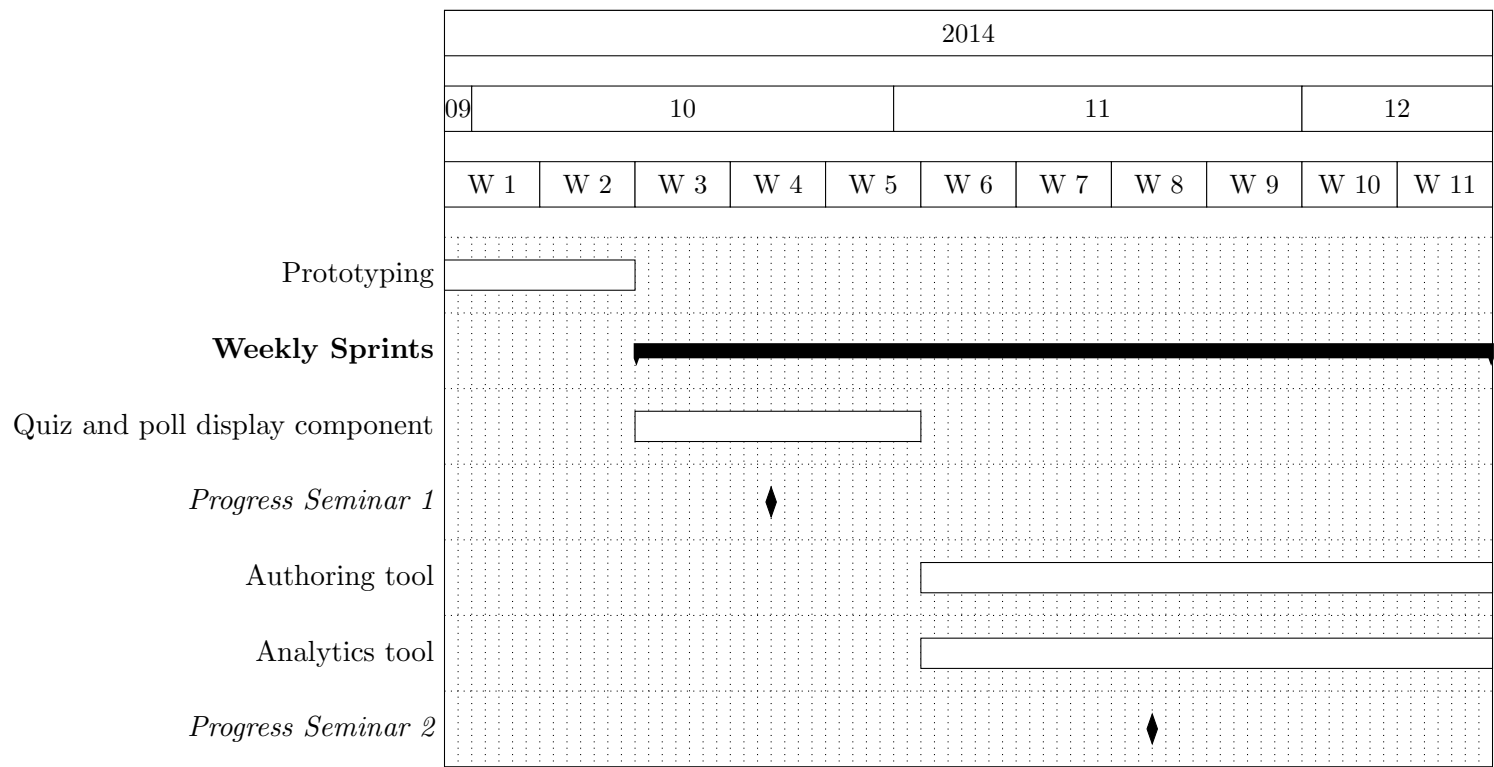 2014
09 10 11 12
W 1 W 2 W 3 W 4 W 5 W 6 W 7 W 8 W 9 W 10 W 11
Prototyping
Weekly Sprints
Quiz and poll display component
Progress Seminar 1
Authoring tool
Analytics tool
Progress Seminar 2